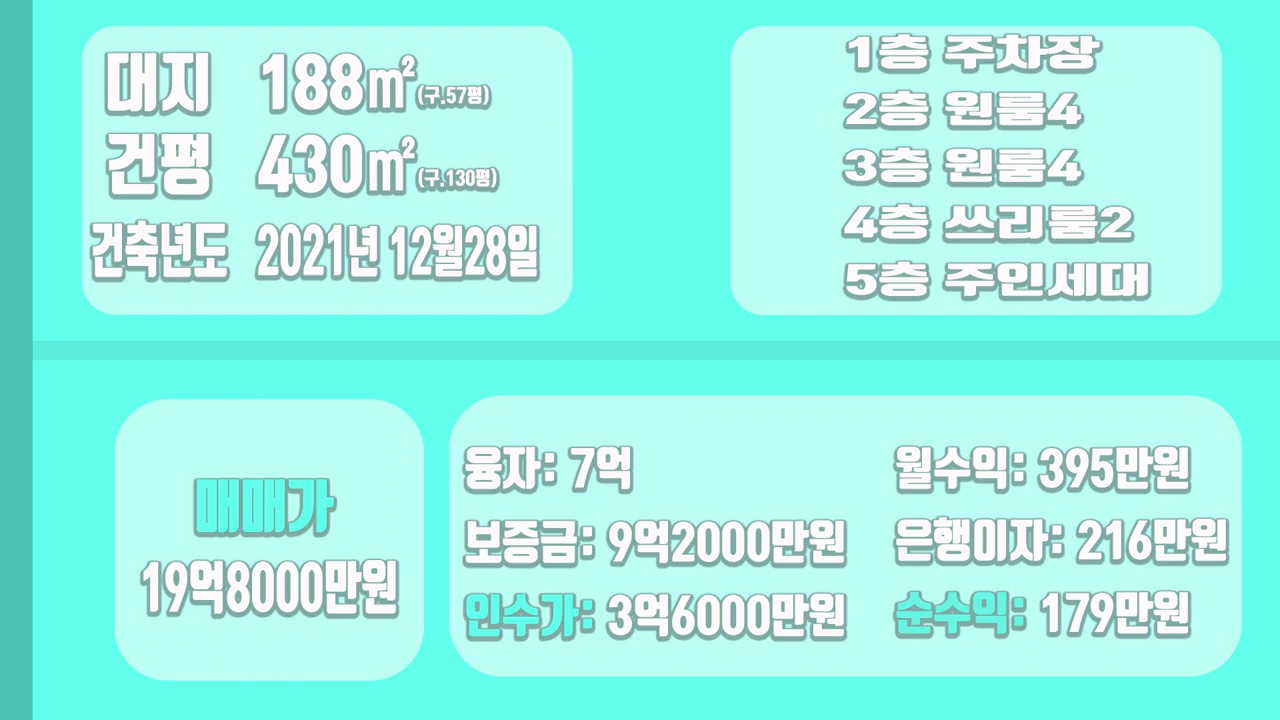 대지 188㎡(구.57평)
건평 430㎡(구.130평)
건축년도 2021년 12월28일
1층 주차장
2층 원룸4
3층 원룸4
4층 쓰리룸2
5층 주인세대
매매가
19억8000만원
융자: 7억
보증금: 9억2000만원
인수가: 3억6000만원
월수익: 395만원
은행이자: 216만원
순수익: 179만원